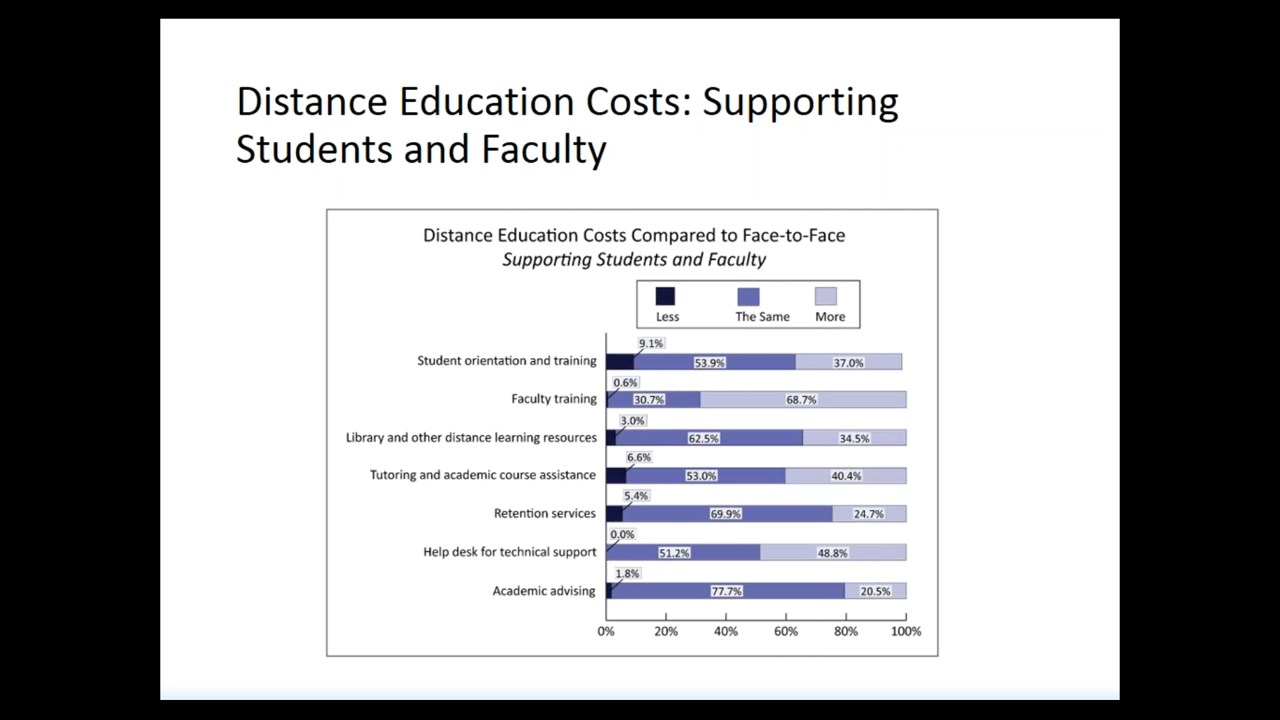 Distance Education Costs: Supporting
Students and Faculty
Distance Education Costs Compared to Face-to-Face
Supporting Students and Faculty
Less The Same More
9.1%
Student orientation and training 53.9% 37.0%
0.6%
Faculty training 30.7% 68.7%
3.0%
Library and other distance learning resources 62.5% 34.5%
6.6%
Tutoring and academic course assistance 53.0% 40.4%
5.4%
Retention services 69.9% 24.7%
0.0%
Help desk for technical support 51.2% 48.8%
1.8%
Academic advising 77.7% 20.5%
0% 20% 40% 60% 80% 100%